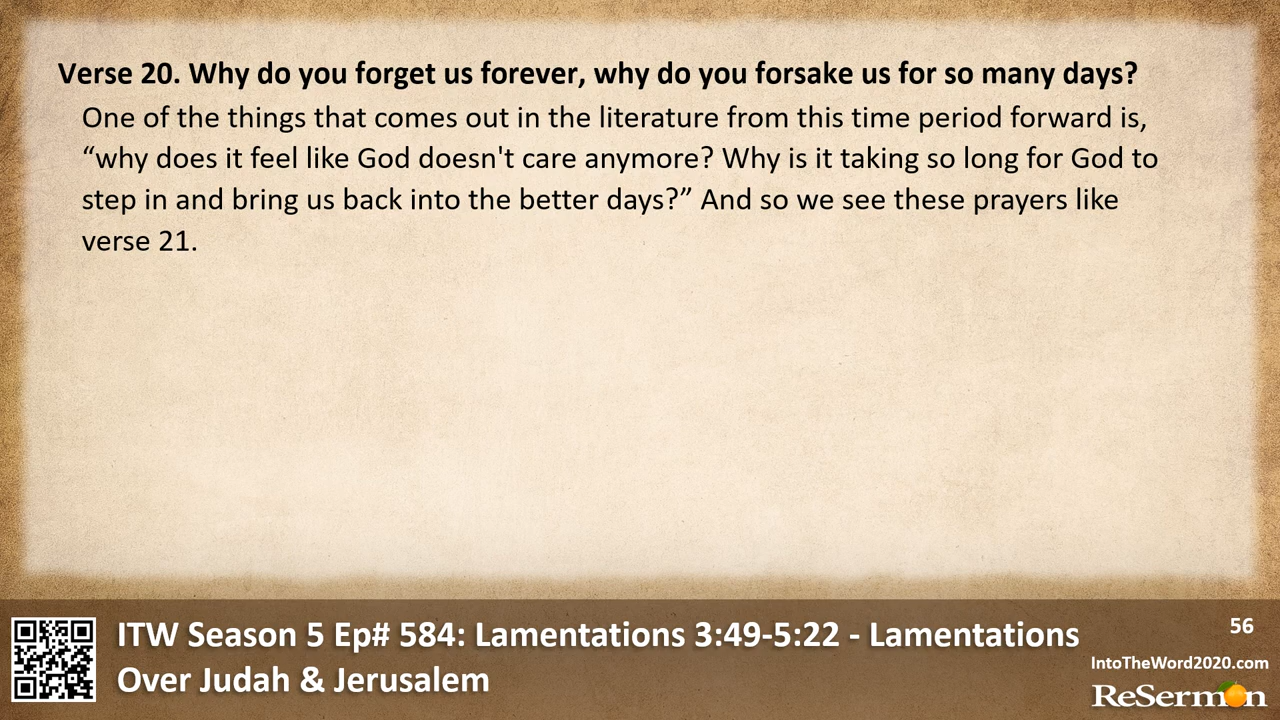 Verse 20. Why do you forget us forever, why do you forsake us for so many days?
One of the things that comes out in the literature from this time period forward is,
“why does it feel like God doesn't care anymore? Why is it taking so long for God to
step in and bring us back into the better days?” And so we see these prayers like
verse 21.
ITW Season 5 Ep# 584: Lamentations 3:49-5:22 - Lamentations
Over Judah & Jerusalem
56
IntoTheWord2020.com
ReSermon